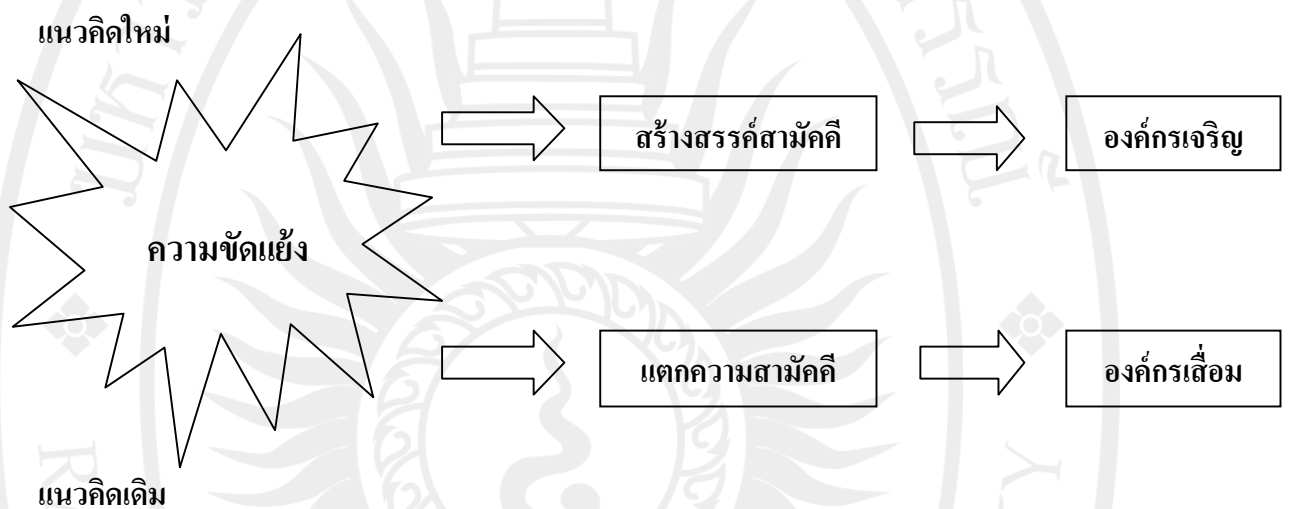 แนวคิดใหม่
สร้างสรรค์สามัคคี
องค์กรเจริญ
ความขัดแย้ง
แตกความสามัคคี
องค์กรเสื่อม
แนวคิดเดิม